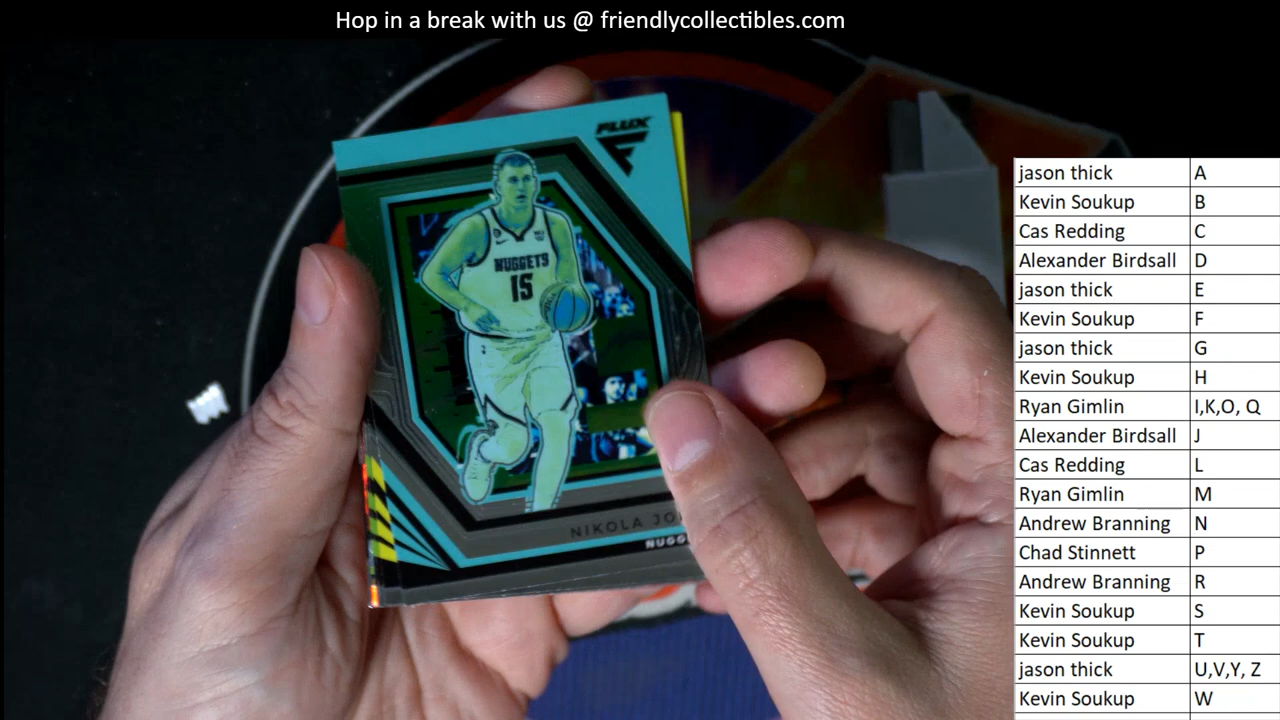 Hop in a break with us @ friendlycollectibles.com
FLUX
NUGGETS
15
NIKOLA
jason thick A
Kevin Soukup B
Cas Redding C
Alexander Birdsall D
jason thick E
Kevin Soukup F
jason thick G
Kevin Soukup H
Ryan Gimlin I,K,O, Q
Alexander Birdsall J
Cas Redding L
Ryan Gimlin M
Andrew Branning N
Chad Stinnett P
Andrew Branning R
Kevin Soukup S
Kevin Soukup T
jason thick U,V,Y, Z
Kevin Soukup W